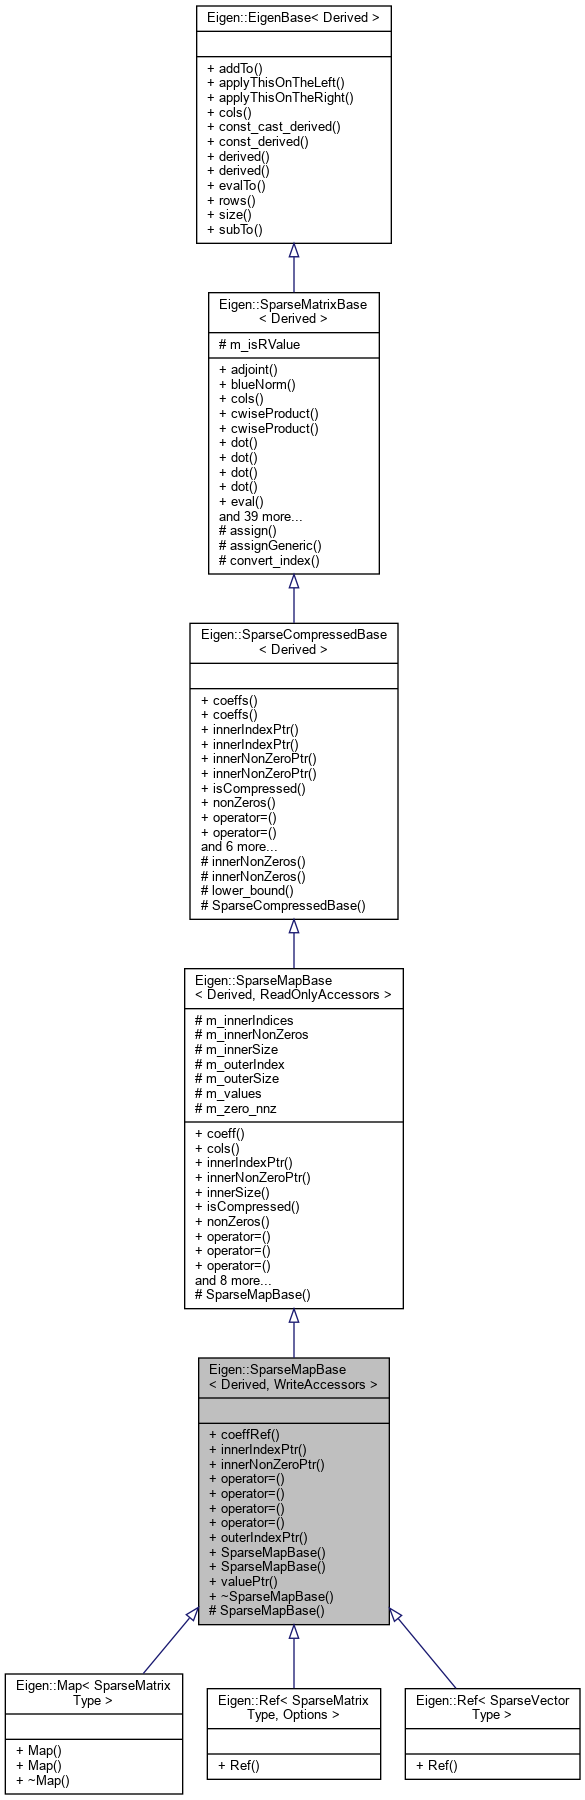 Eigen::EigenBase< Derived >
+ addTo()
+ applyThisOnTheLeft()
+ applyThisOnTheRight()
+ cols()
+ const_cast_derived()
+ const_derived()
+ derived()
+ derived()
+ evalTo()
+ rows()
+ size()
+ subTo()
Eigen::SparseMatrixBase
< Derived >
# m_isRValue
+ adjoint()
+ blueNorm()
+ cols()
+ cwiseProduct()
+ cwiseProduct()
+ dot()
+ dot()
+ dot()
+ dot()
+ eval()
and 39 more...
# assign()
# assignGeneric()
# convert_index()
Eigen::SparseCompressedBase
< Derived >
+ coeffs()
+ coeffs()
+ innerIndexPtr()
+ innerIndexPtr()
+ innerNonZeroPtr()
+ innerNonZeroPtr()
+ isCompressed()
+ nonZeros()
+ operator=()
+ operator=()
and 6 more...
# innerNonZeros()
# innerNonZeros()
# lower_bound()
# SparseCompressedBase()
Eigen::SparseMapBase
< Derived, ReadOnlyAccessors >
# m_innerIndices
# m_innerNonZeros
# m_innerSize
# m_outerIndex
# m_outerSize
# m_values
# m_zero_nnz
+ coeff()
+ cols()
+ innerIndexPtr()
+ innerNonZeroPtr()
+ innerSize()
+ isCompressed()
+ nonZeros()
+ operator=()
+ operator=()
+ operator=()
and 8 more...
# SparseMapBase()
Eigen::SparseMapBase
< Derived, WriteAccessors >
+ coeffRef()
+ innerIndexPtr()
+ innerNonZeroPtr()
+ operator=()
+ operator=()
+ operator=()
+ operator=()
+ outerIndexPtr()
+ SparseMapBase()
+ SparseMapBase()
+ valuePtr()
+ ~SparseMapBase()
# SparseMapBase()
Eigen::Map< SparseMatrix
Type >
+ Map()
+ Map()
+ ~Map()
Eigen::Ref< SparseMatrix
Type, Options >
+ Ref()
Eigen::Ref< SparseVector
Type >
+ Ref()